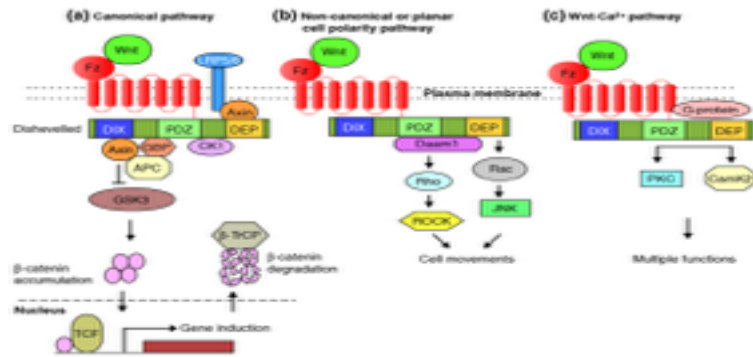 (a) Canonical pathway
Wnt
Fz
LRP5/6
Axin
Dishevelled
DIX
PDZ
DEP
Axin
GBP
CK1
APC
GSK3
β-catenin
accumulation
β-TrCP
β-catenin
degradation
Nucleus
TCF
Gene induction
(b) Non-canonical or planar
cell polarity pathway
Wnt
Fz
Plasma membrane
DIX
PDZ
DEP
Daam1
Rho
Rac
ROCK
JNK
Cell movements
(c) Wnt-Ca²⁺ pathway
Wnt
Fz
G-protein
DIX
PDZ
DEP
PKC
CamK2
Multiple functions